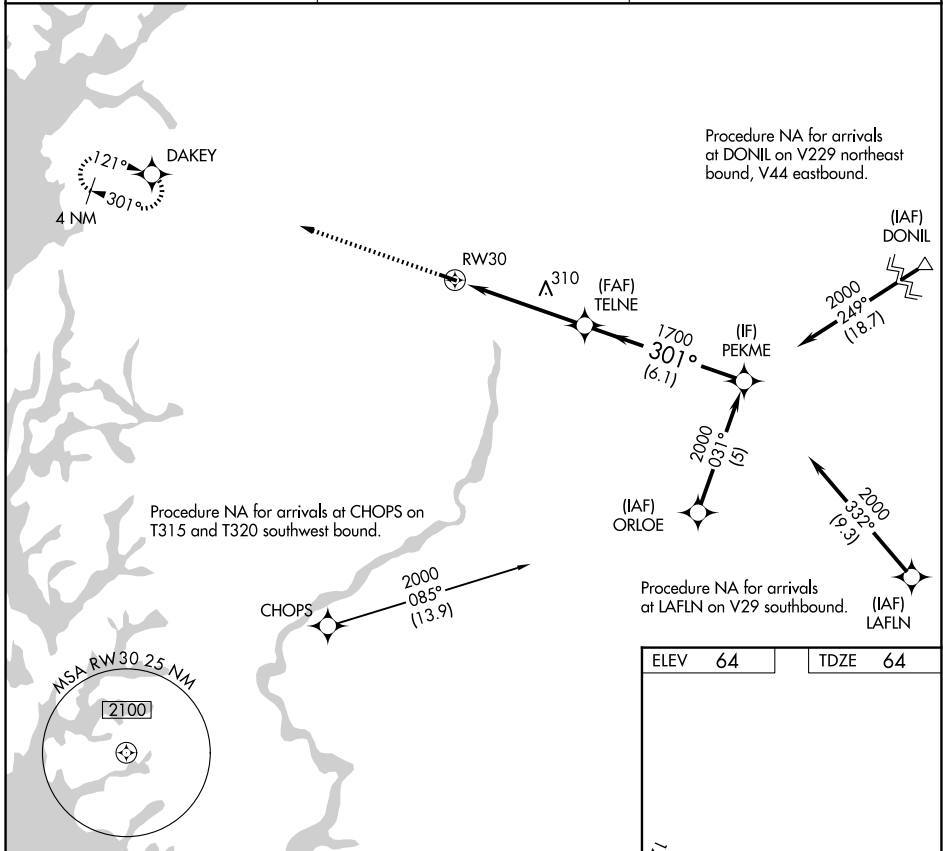 DAKEY
121°
301°
4 NM
Procedure NA for arrivals
at DONIL on V229 northeast
bound, V44 eastbound.
(IAF)
DONIL
2000
249°
(18.7)
RW30
310
(FAF)
TELNE
1700
301°
(6.1)
(IF)
PEKME
2000
031°
(5)
(IAF)
ORLOE
2000
332°
(9.3)
(IAF)
LAFLN
Procedure NA for arrivals at CHOPS on
T315 and T320 southwest bound.
2000
085°
(13.9)
CHOPS
Procedure NA for arrivals
at LAFLN on V29 southbound.
MSA RW30 25 NM
2100
ELEV 64
TDZE 64